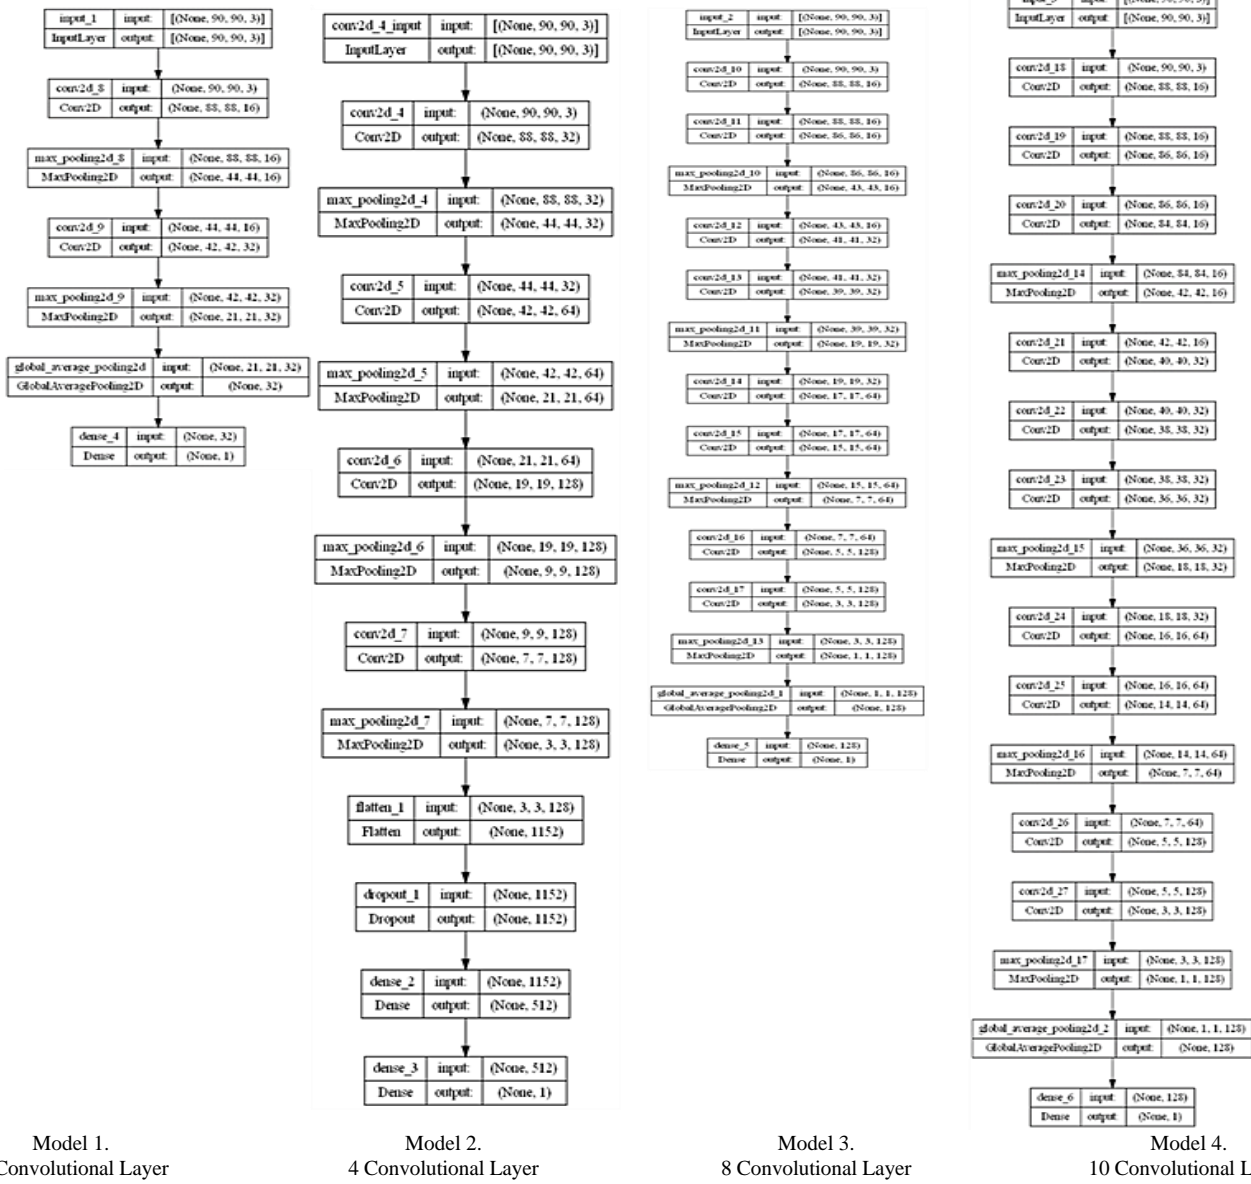 input_1 input: [(None, 90, 90, 3)]
InputLayer output: [(None, 90, 90, 3)]
conv2d_8 input: (None, 90, 90, 3)
Conv2D output: (None, 88, 88, 16)
max_pooling2d_8 input: (None, 88, 88, 16)
MaxPooling2D output: (None, 44, 44, 16)
conv2d_9 input: (None, 44, 44, 16)
Conv2D output: (None, 42, 42, 32)
max_pooling2d_9 input: (None, 42, 42, 32)
MaxPooling2D output: (None, 21, 21, 32)
global_average_pooling2d input: (None, 21, 21, 32)
GlobalAveragePooling2D output: (None, 32)
dense_4 input: (None, 32)
Dense output: (None, 1)
Model 1.
Convolutional Layer
conv2d_4_input input: [(None, 90, 90, 3)]
InputLayer output: [(None, 90, 90, 3)]
conv2d_4 input: (None, 90, 90, 3)
Conv2D output: (None, 88, 88, 32)
max_pooling2d_4 input: (None, 88, 88, 32)
MaxPooling2D output: (None, 44, 44, 32)
conv2d_5 input: (None, 44, 44, 32)
Conv2D output: (None, 42, 42, 64)
max_pooling2d_5 input: (None, 42, 42, 64)
MaxPooling2D output: (None, 21, 21, 64)
conv2d_6 input: (None, 21, 21, 64)
Conv2D output: (None, 19, 19, 128)
max_pooling2d_6 input: (None, 19, 19, 128)
MaxPooling2D output: (None, 9, 9, 128)
conv2d_7 input: (None, 9, 9, 128)
Conv2D output: (None, 7, 7, 128)
max_pooling2d_7 input: (None, 7, 7, 128)
MaxPooling2D output: (None, 3, 3, 128)
flatten_1 input: (None, 3, 3, 128)
Flatten output: (None, 1152)
dropout_1 input: (None, 1152)
Dropout output: (None, 1152)
dense_2 input: (None, 1152)
Dense output: (None, 512)
dense_3 input: (None, 512)
Dense output: (None, 1)
Model 2.
4 Convolutional Layer
input_2 input: [(None, 90, 90, 3)]
InputLayer output: [(None, 90, 90, 3)]
conv2d_10 input: (None, 90, 90, 3)
Conv2D output: (None, 88, 88, 16)
conv2d_11 input: (None, 88, 88, 16)
Conv2D output: (None, 86, 86, 16)
max_pooling2d_10 input: (None, 86, 86, 16)
MaxPooling2D output: (None, 43, 43, 16)
conv2d_12 input: (None, 43, 43, 16)
Conv2D output: (None, 41, 41, 32)
conv2d_13 input: (None, 41, 41, 32)
Conv2D output: (None, 39, 39, 32)
max_pooling2d_11 input: (None, 39, 39, 32)
MaxPooling2D output: (None, 19, 19, 32)
conv2d_14 input: (None, 19, 19, 32)
Conv2D output: (None, 17, 17, 64)
conv2d_15 input: (None, 17, 17, 64)
Conv2D output: (None, 15, 15, 64)
max_pooling2d_12 input: (None, 15, 15, 64)
MaxPooling2D output: (None, 7, 7, 64)
conv2d_16 input: (None, 7, 7, 64)
Conv2D output: (None, 5, 5, 128)
conv2d_17 input: (None, 5, 5, 128)
Conv2D output: (None, 3, 3, 128)
max_pooling2d_13 input: (None, 3, 3, 128)
MaxPooling2D output: (None, 1, 1, 128)
global_average_pooling2d_1 input: (None, 1, 1, 128)
GlobalAveragePooling2D output: (None, 128)
dense_5 input: (None, 128)
Dense output: (None, 1)
Model 3.
8 Convolutional Layer
InputLayer output: [(None, 90, 90, 3)]
conv2d_18 input: (None, 90, 90, 3)
Conv2D output: (None, 88, 88, 16)
conv2d_19 input: (None, 88, 88, 16)
Conv2D output: (None, 86, 86, 16)
conv2d_20 input: (None, 86, 86, 16)
Conv2D output: (None, 84, 84, 16)
max_pooling2d_14 input: (None, 84, 84, 16)
MaxPooling2D output: (None, 42, 42, 16)
conv2d_21 input: (None, 42, 42, 16)
Conv2D output: (None, 40, 40, 32)
conv2d_22 input: (None, 40, 40, 32)
Conv2D output: (None, 38, 38, 32)
conv2d_23 input: (None, 38, 38, 32)
Conv2D output: (None, 36, 36, 32)
max_pooling2d_15 input: (None, 36, 36, 32)
MaxPooling2D output: (None, 18, 18, 32)
conv2d_24 input: (None, 18, 18, 32)
Conv2D output: (None, 16, 16, 64)
conv2d_25 input: (None, 16, 16, 64)
Conv2D output: (None, 14, 14, 64)
max_pooling2d_16 input: (None, 14, 14, 64)
MaxPooling2D output: (None, 7, 7, 64)
conv2d_26 input: (None, 7, 7, 64)
Conv2D output: (None, 5, 5, 128)
conv2d_27 input: (None, 5, 5, 128)
Conv2D output: (None, 3, 3, 128)
max_pooling2d_17 input: (None, 3, 3, 128)
MaxPooling2D output: (None, 1, 1, 128)
global_average_pooling2d_2 input: (None, 1, 1, 128)
GlobalAveragePooling2D output: (None, 128)
dense_6 input: (None, 128)
Dense output: (None, 1)
Model 4.
10 Convolutional L